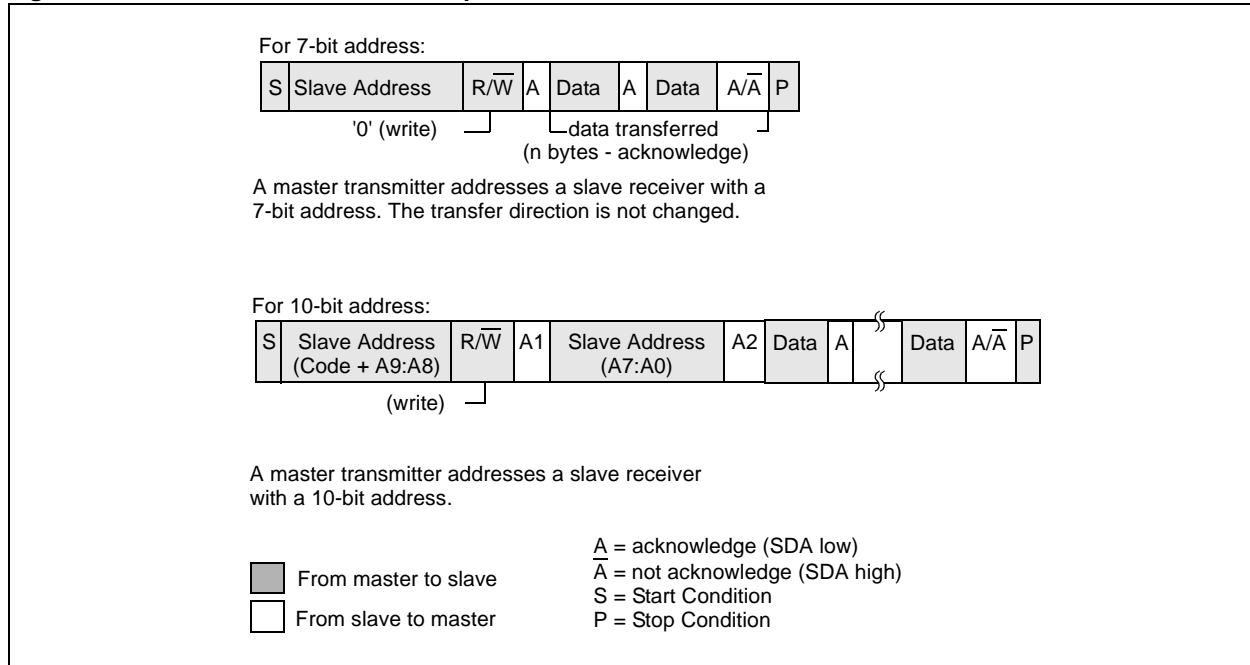 For 7-bit address:
S Slave Address R/W̅ A Data A Data A/A̅ P
'0' (write) data transferred
(n bytes - acknowledge)
A master transmitter addresses a slave receiver with a
7-bit address. The transfer direction is not changed.
For 10-bit address:
S Slave Address R/W̅ A1 Slave Address A2 Data A Data A/A̅ P
(Code + A9:A8) (A7:A0)
(write)
A master transmitter addresses a slave receiver
with a 10-bit address.
From master to slave
From slave to master
A = acknowledge (SDA low)
A̅ = not acknowledge (SDA high)
S = Start Condition
P = Stop Condition